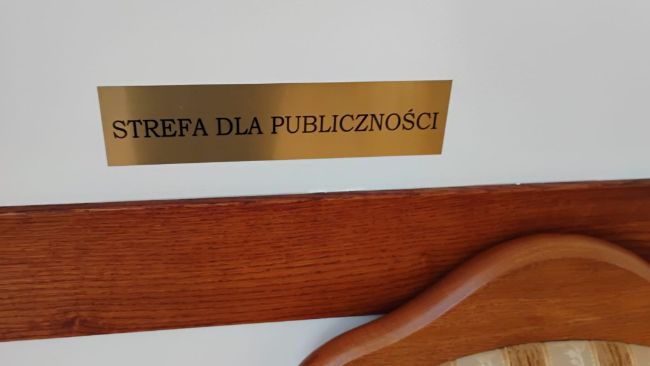 STREFA DLA PUBLICZNOŚCI